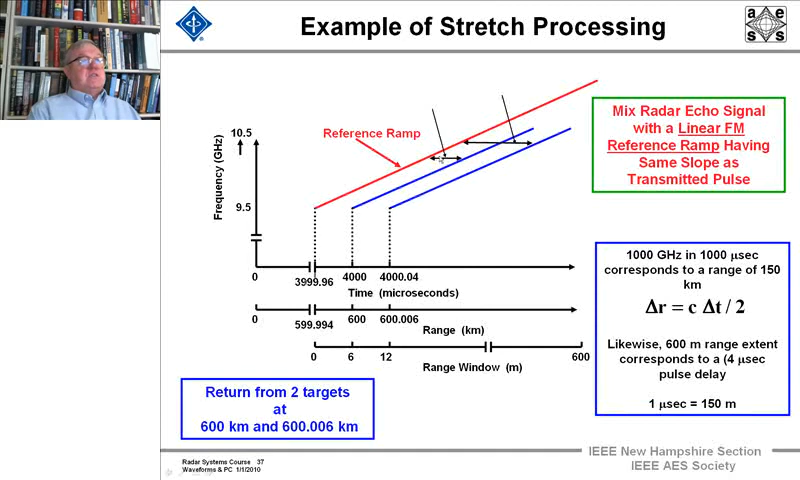 Example of Stretch Processing
a e
s s
Reference Ramp
Frequency (GHz)
10.5
9.5
0
3999.96
4000
4000.04
Time (microseconds)
0
599.994
600
600.006
Range (km)
0
6
12
600
Range Window (m)
Mix Radar Echo Signal
with a Linear FM
Reference Ramp Having
Same Slope as
Transmitted Pulse
1000 GHz in 1000 μsec
corresponds to a range of 150
km
Δr = c Δt / 2
Likewise, 600 m range extent
corresponds to a (4 μsec
pulse delay
1 μsec = 150 m
Return from 2 targets
at
600 km and 600.006 km
Radar Systems Course 37
Waveforms & PC 1/1/2010
IEEE New Hampshire Section
IEEE AES Society